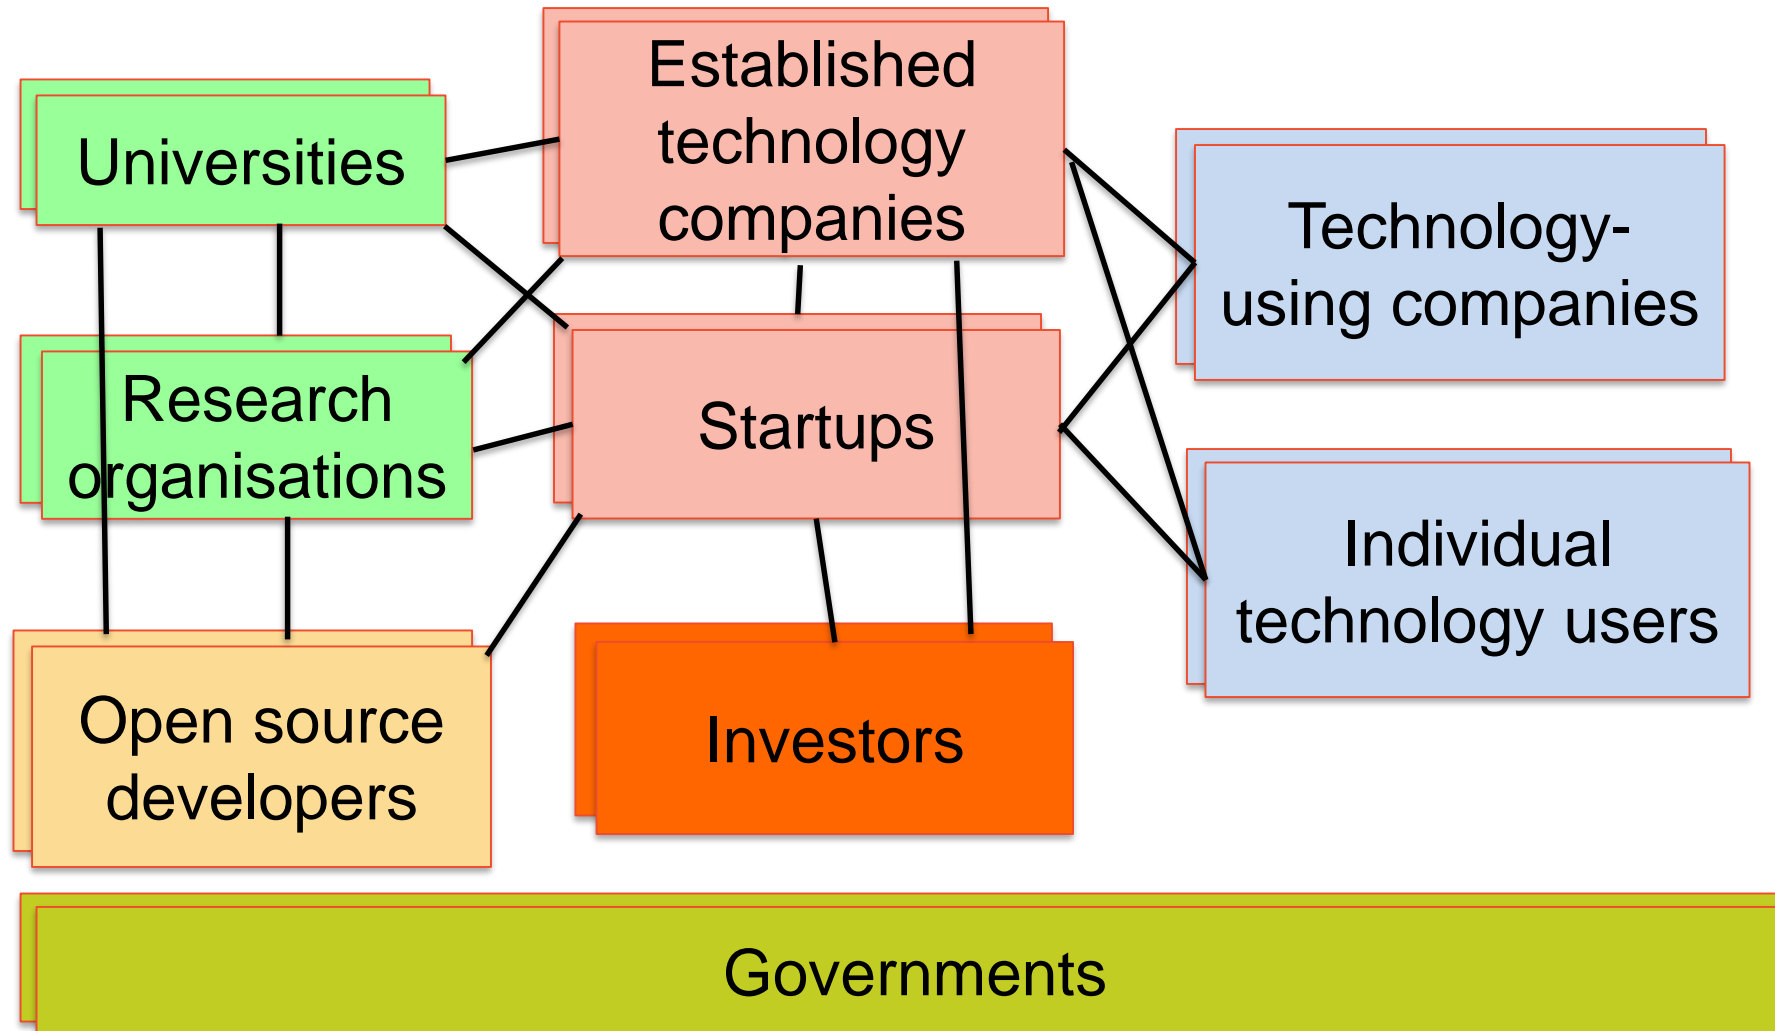 Universities
Established
technology
companies
Technology-
using companies
Research
organisations
Startups
Individual
technology users
Open source
developers
Investors
Governments